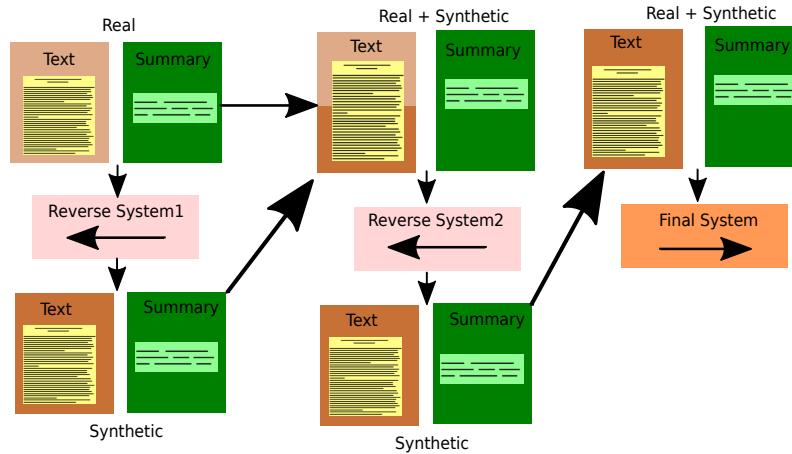 Real
Text
Summary
Reverse System1
Text
Summary
Synthetic
Real + Synthetic
Text
Summary
Reverse System2
Text
Summary
Synthetic
Real + Synthetic
Text
Summary
Final System